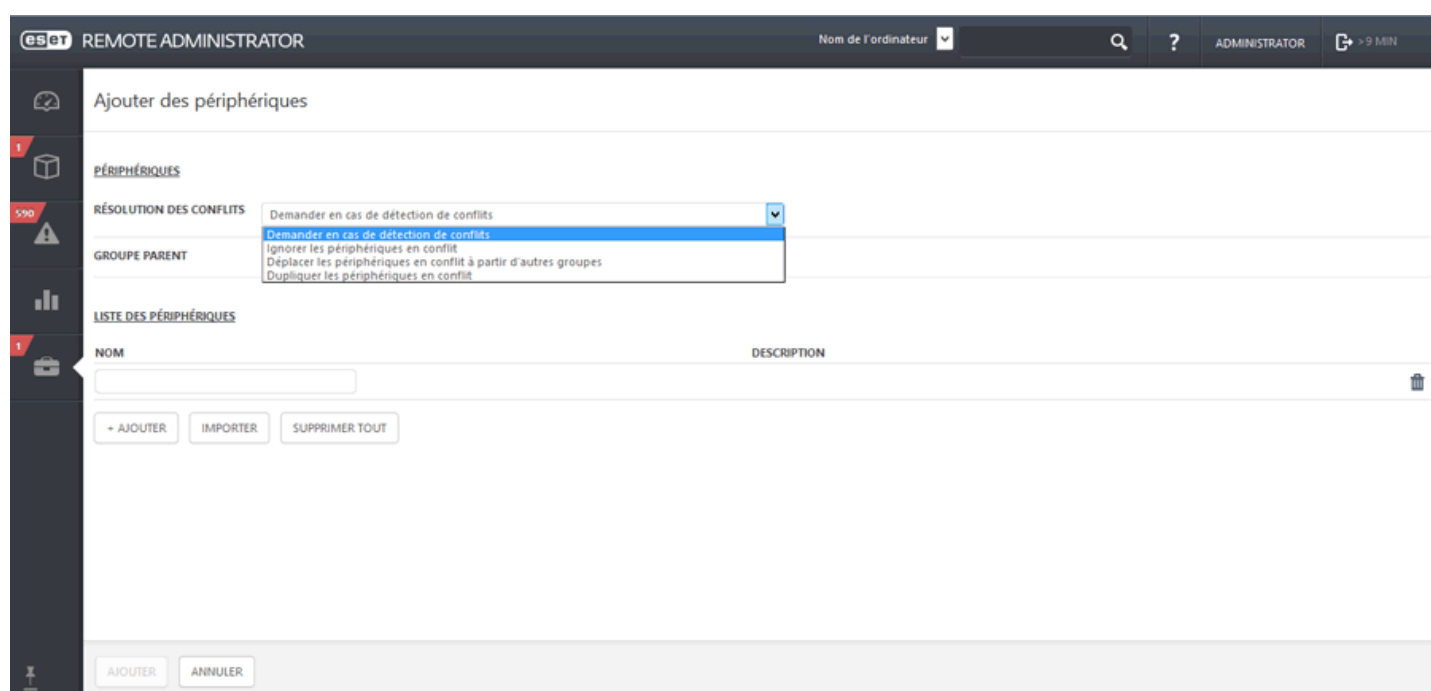 eset REMOTE ADMINISTRATOR
Nom de l'ordinateur
?
ADMINISTRATOR
>9 MIN
Ajouter des périphériques
1
PÉRIPHÉRIQUES
590
RÉSOLUTION DES CONFLITS
Demander en cas de détection de conflits
Demander en cas de détection de conflits
Ignorer les périphériques en conflit
Déplacer les périphériques en conflit à partir d'autres groupes
Dupliquer les périphériques en conflit
GROUPE PARENT
LISTE DES PÉRIPHÉRIQUES
1
NOM
DESCRIPTION
+ AJOUTER
IMPORTER
SUPPRIMER TOUT
AJOUTER
ANNULER